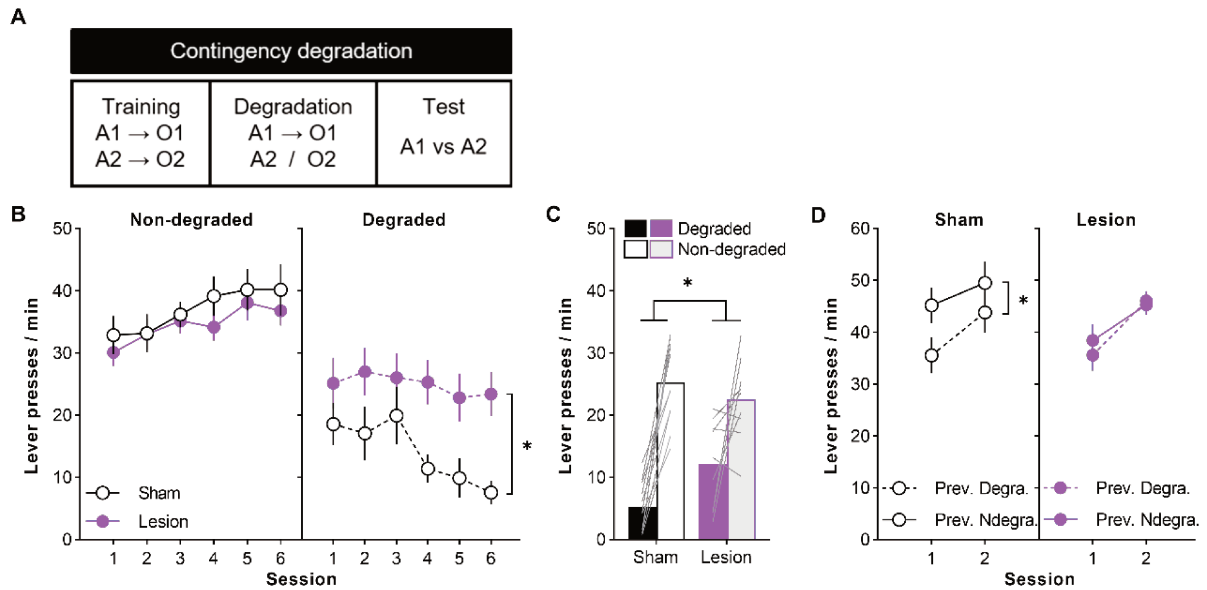 A
Contingency degradation
Training
A1 → O1
A2 → O2
Degradation
A1 → O1
A2 / O2
Test
A1 vs A2
B
Non-degraded
Degraded
50
40
30
20
10
0
Lever presses / min
Sham
Lesion
*
1 2 3 4 5 6
1 2 3 4 5 6
Session
C
Degraded
Non-degraded
50
40
30
20
10
0
Lever presses / min
*
Sham
Lesion
D
Sham
Lesion
60
50
40
30
20
10
0
Lever presses / min
*
Prev. Degra.
Prev. Ndegra.
Prev. Degra.
Prev. Ndegra.
1 2
1 2
Session